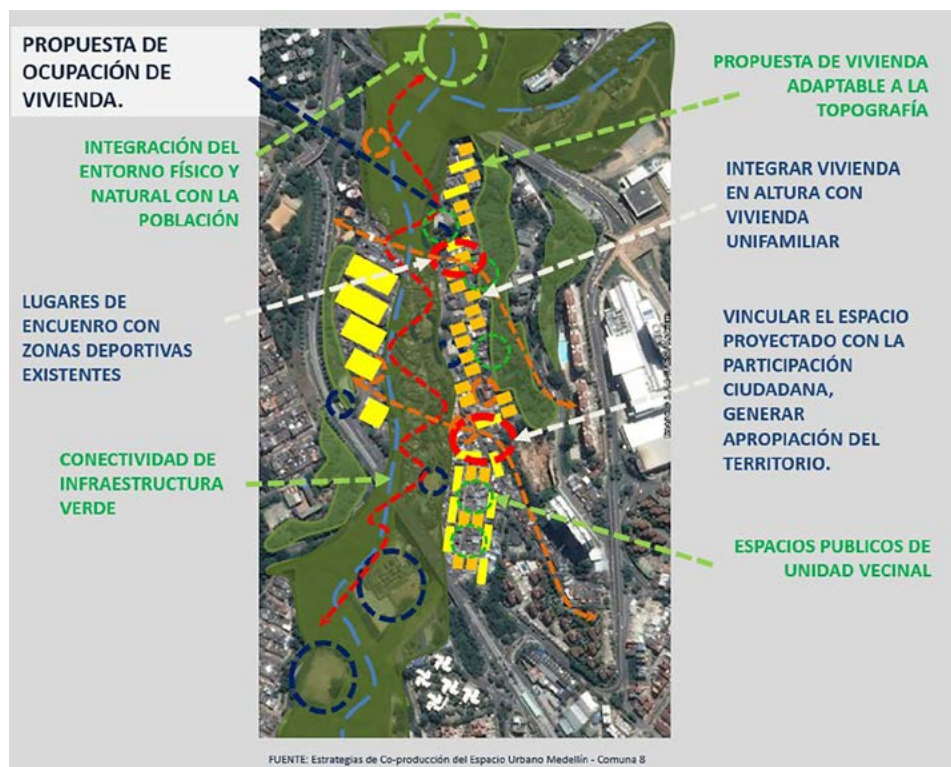 PROPUESTA DE
OCUPACIÓN DE
VIVIENDA.
INTEGRACIÓN DEL
ENTORNO FÍSICO Y
NATURAL CON LA
POBLACIÓN
LUGARES DE
ENCUENRO CON
ZONAS DEPORTIVAS
EXISTENTES
CONECTIVIDAD DE
INFRAESTRUCTURA
VERDE
PROPUESTA DE VIVIENDA
ADAPTABLE A LA
TOPOGRAFÍA
INTEGRAR VIVIENDA
EN ALTURA CON
VIVIENDA
UNIFAMILIAR
VINCULAR EL ESPACIO
PROYECTADO CON LA
PARTICIPACIÓN
CIUDADANA,
GENERAR
APROPIACIÓN DEL
TERRITORIO.
ESPACIOS PUBLICOS DE
UNIDAD VECINAL
FUENTE: Estrategias de Co-producción del Espacio Urbano Medellín - Comuna 8